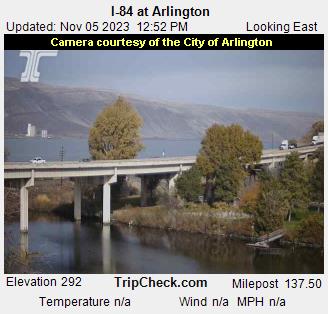 I-84 at Arlington
Updated: Nov 05 2023 12:52 PM Looking East
Camera courtesy of the City of Arlington
Elevation 292 TripCheck.com Milepost 137.50
Temperature n/a Wind n/a MPH n/a